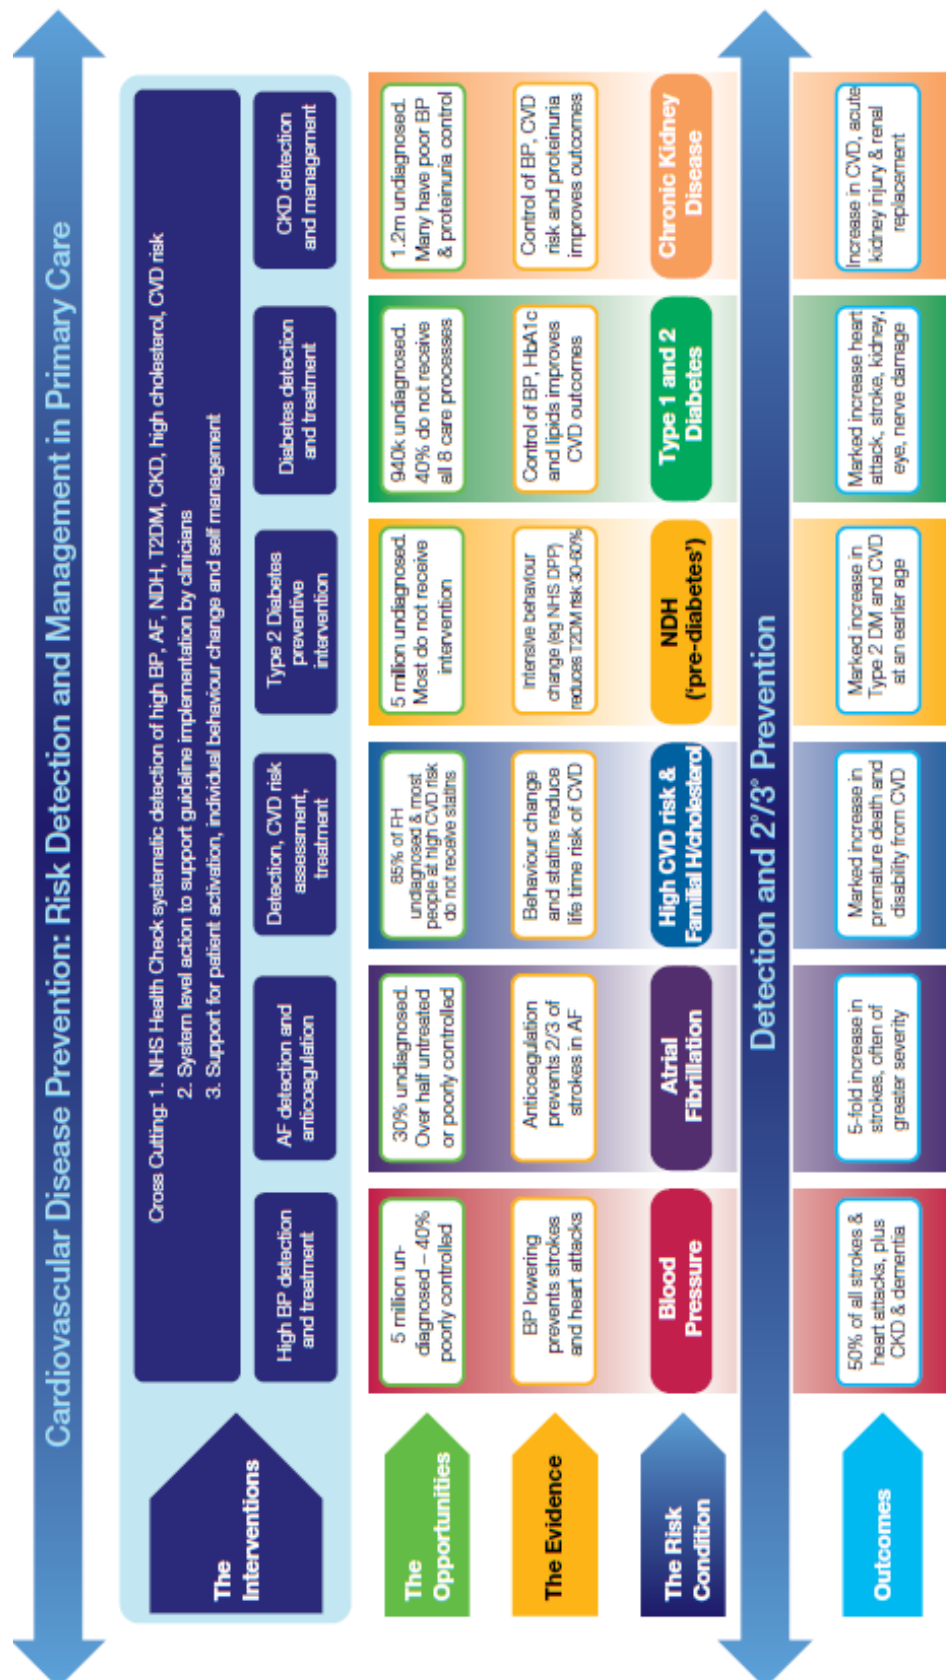 Cardiovascular Disease Prevention: Risk Detection and Management in Primary Care
The
Interventions
Cross Cutting: 1. NHS Health Check systematic detection of high BP, AF, NDH, T2DM, CKD, high cholesterol, CVD risk
2. System level action to support guideline implementation by clinicians
3. Support for patient activation, individual behaviour change and self management
High BP detection
and treatment
AF detection and
anticoagulation
Detection, CVD risk
assessment,
treatment
Type 2 Diabetes
preventive
intervention
Diabetes detection
and treatment
CKD detection
and management
The
Opportunities
5 million un-
diagnosed – 40%
poorly controlled
30% undiagnosed.
Over half untreated
or poorly controlled
85% of FH
undiagnosed & most
people at high CVD risk
do not receive statins
5 million undiagnosed.
Most do not receive
intervention
940k undiagnosed.
40% do not receive
all 8 care processes
1.2m undiagnosed.
Many have poor BP
& proteinuria control
The Evidence
BP lowering
prevents strokes
and heart attacks
Anticoagulation
prevents 2/3 of
strokes in AF
Behaviour change
and statins reduce
life time risk of CVD
Intensive behaviour
change (eg NHS DPP)
reduces T2DM risk 30-60%
Control of BP, HbA1c
and lipids improves
CVD outcomes
Control of BP, CVD
risk and proteinuria
improves outcomes
The Risk
Condition
Blood
Pressure
Atrial
Fibrillation
High CVD risk &
Familial H/cholesterol
NDH
(‘pre-diabetes’)
Type 1 and 2
Diabetes
Chronic Kidney
Disease
Detection and 2°/3° Prevention
Outcomes
50% of all strokes &
heart attacks, plus
CKD & dementia
5-fold increase in
strokes, often of
greater severity
Marked increase in
premature death and
disability from CVD
Marked increase in
Type 2 DM and CVD
at an earlier age
Marked increase heart
attack, stroke, kidney,
eye, nerve damage
Increase in CVD, acute
kidney injury & renal
replacement